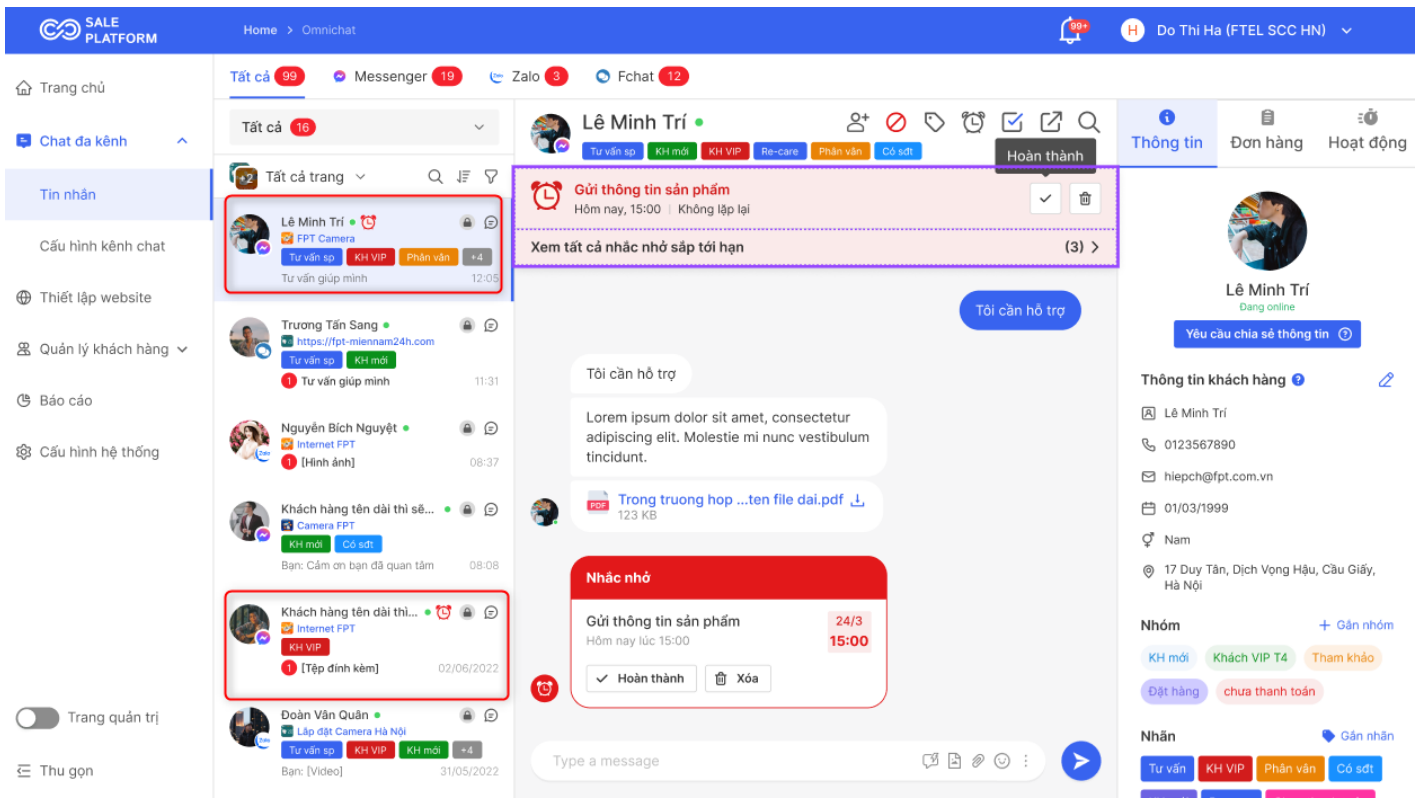 SALE
PLATFORM
Home > Omnichat
99+
H
Do Thi Ha (FTEL SCC HN)
Trang chủ
Chat đa kênh
Tin nhắn
Cấu hình kênh chat
Thiết lập website
Quản lý khách hàng
Báo cáo
Cấu hình hệ thống
Trang quản trị
Thu gọn
Tất cả 99
Messenger 19
Zalo 3
Fchat 12
Tất cả 16
+2 Tất cả trang
Lê Minh Trí
FPT Camera
Tư vấn sp KH VIP Phân vân +4
Tư vấn giúp mình 12:05
Trương Tấn Sang
https://fpt-miennam24h.com
Tư vấn sp KH mới
1 Tư vấn giúp mình 11:31
Nguyễn Bích Nguyệt
Internet FPT
Zalo
1 [Hình ảnh] 08:37
Khách hàng tên dài thì sẽ...
Camera FPT
KH mới Có sđt
Bạn: Cảm ơn bạn đã quan tâm 08:08
Khách hàng tên dài thì...
Internet FPT
KH VIP
1 [Tệp đính kèm] 02/06/2022
Đoàn Văn Quân
Lắp đặt Camera Hà Nội
Zalo
Tư vấn sp KH VIP KH mới +4
Bạn: [Video] 31/05/2022
Lê Minh Trí
Tư vấn sp KH mới KH VIP Re-care Phân vân Có sđt
Hoàn thành
Gửi thông tin sản phẩm
Hôm nay, 15:00 | Không lặp lại
Xem tất cả nhắc nhở sắp tới hạn (3) >
Tôi cần hỗ trợ
Tôi cần hỗ trợ
Lorem ipsum dolor sit amet, consectetur
adipiscing elit. Molestie mi nunc vestibulum
tincidunt.
PDF
Trong truong hop ...ten file dai.pdf
123 KB
Nhắc nhở
Gửi thông tin sản phẩm 24/3
Hôm nay lúc 15:00 15:00
Hoàn thành Xóa
Type a message
Thông tin
Đơn hàng
Hoạt động
Lê Minh Trí
Đang online
Yêu cầu chia sẻ thông tin
Thông tin khách hàng
Lê Minh Trí
0123567890
hiepch@fpt.com.vn
01/03/1999
Nam
17 Duy Tân, Dịch Vọng Hậu, Cầu Giấy,
Hà Nội
Nhóm + Gắn nhóm
KH mới Khách VIP T4 Tham khảo
Đặt hàng chưa thanh toán
Nhãn Gắn nhãn
Tư vấn KH VIP Phân vân Có sđt